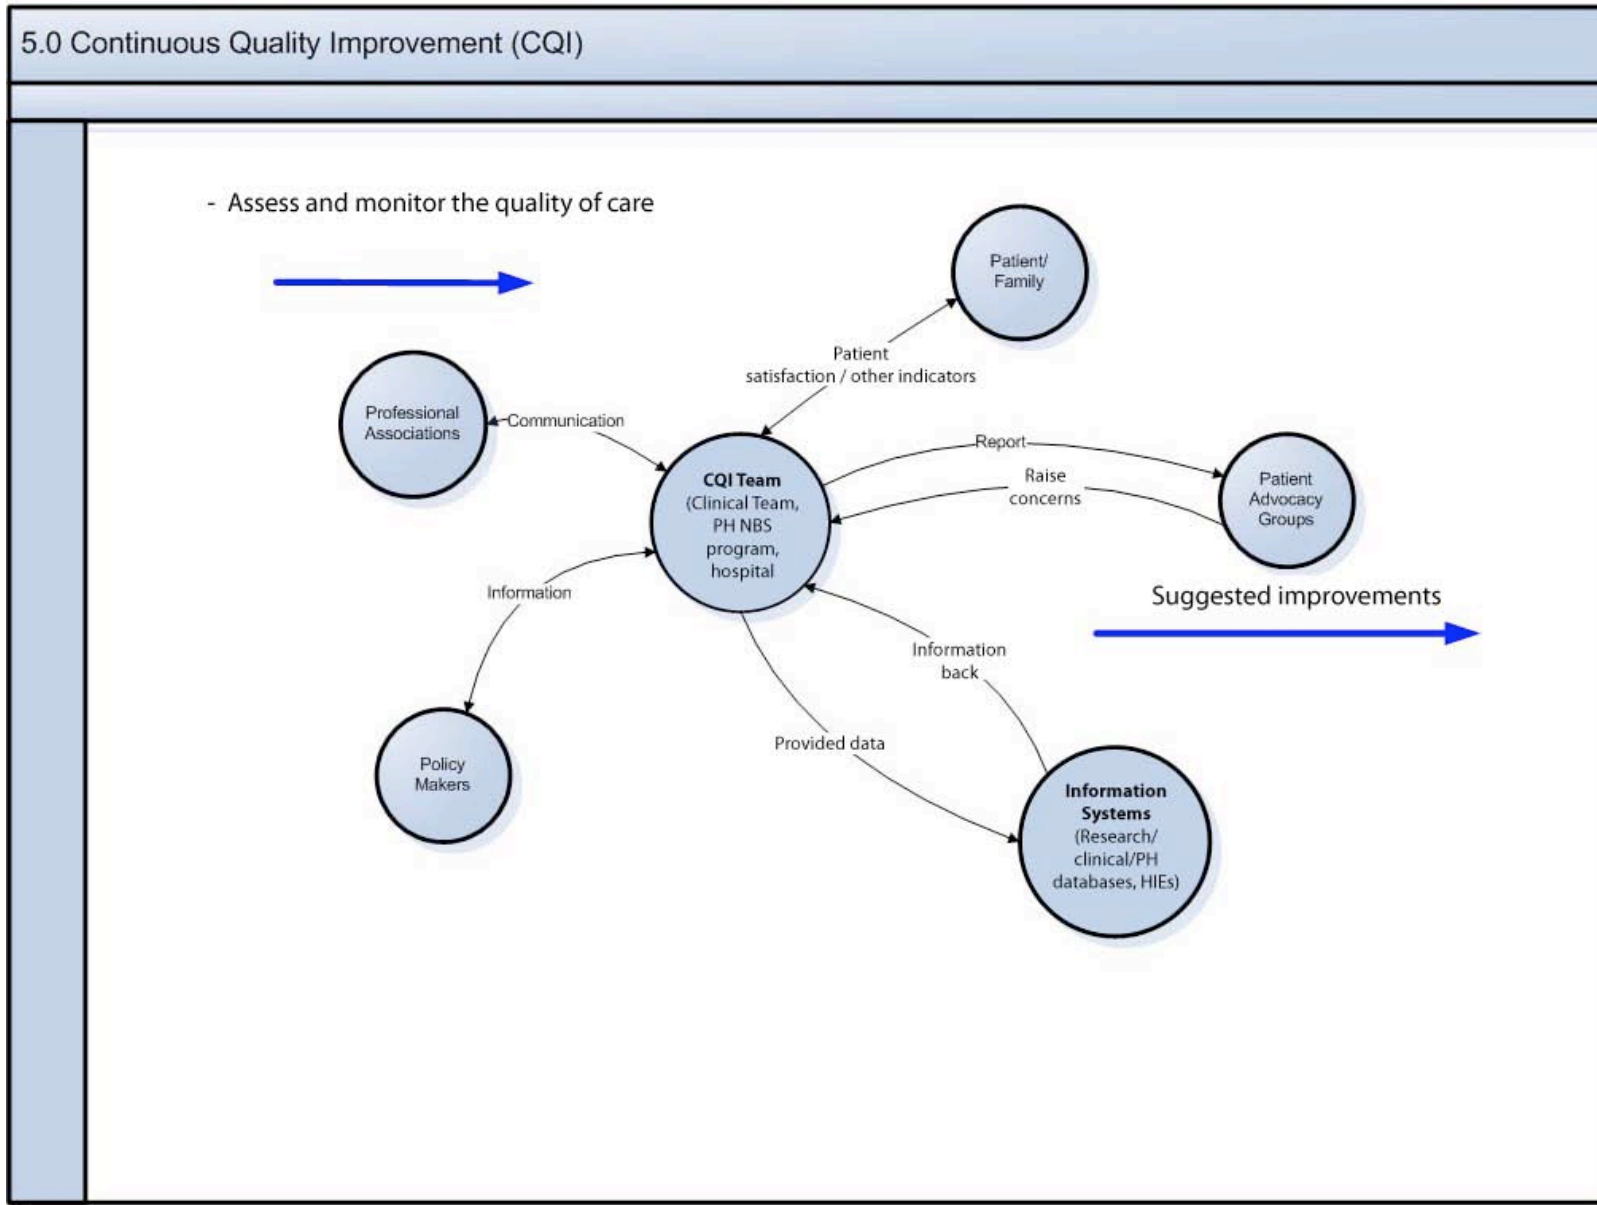 5.0 Continuous Quality Improvement (CQI)
- Assess and monitor the quality of care
Patient/
Family
Patient
satisfaction / other indicators
Professional
Associations
Communication
CQI Team
(Clinical Team,
PH NBS
program,
hospital
Report
Raise
concerns
Patient
Advocacy
Groups
Information
Suggested improvements
Information
back
Provided data
Policy
Makers
Information
Systems
(Research/
clinical/PH
databases, HIEs)